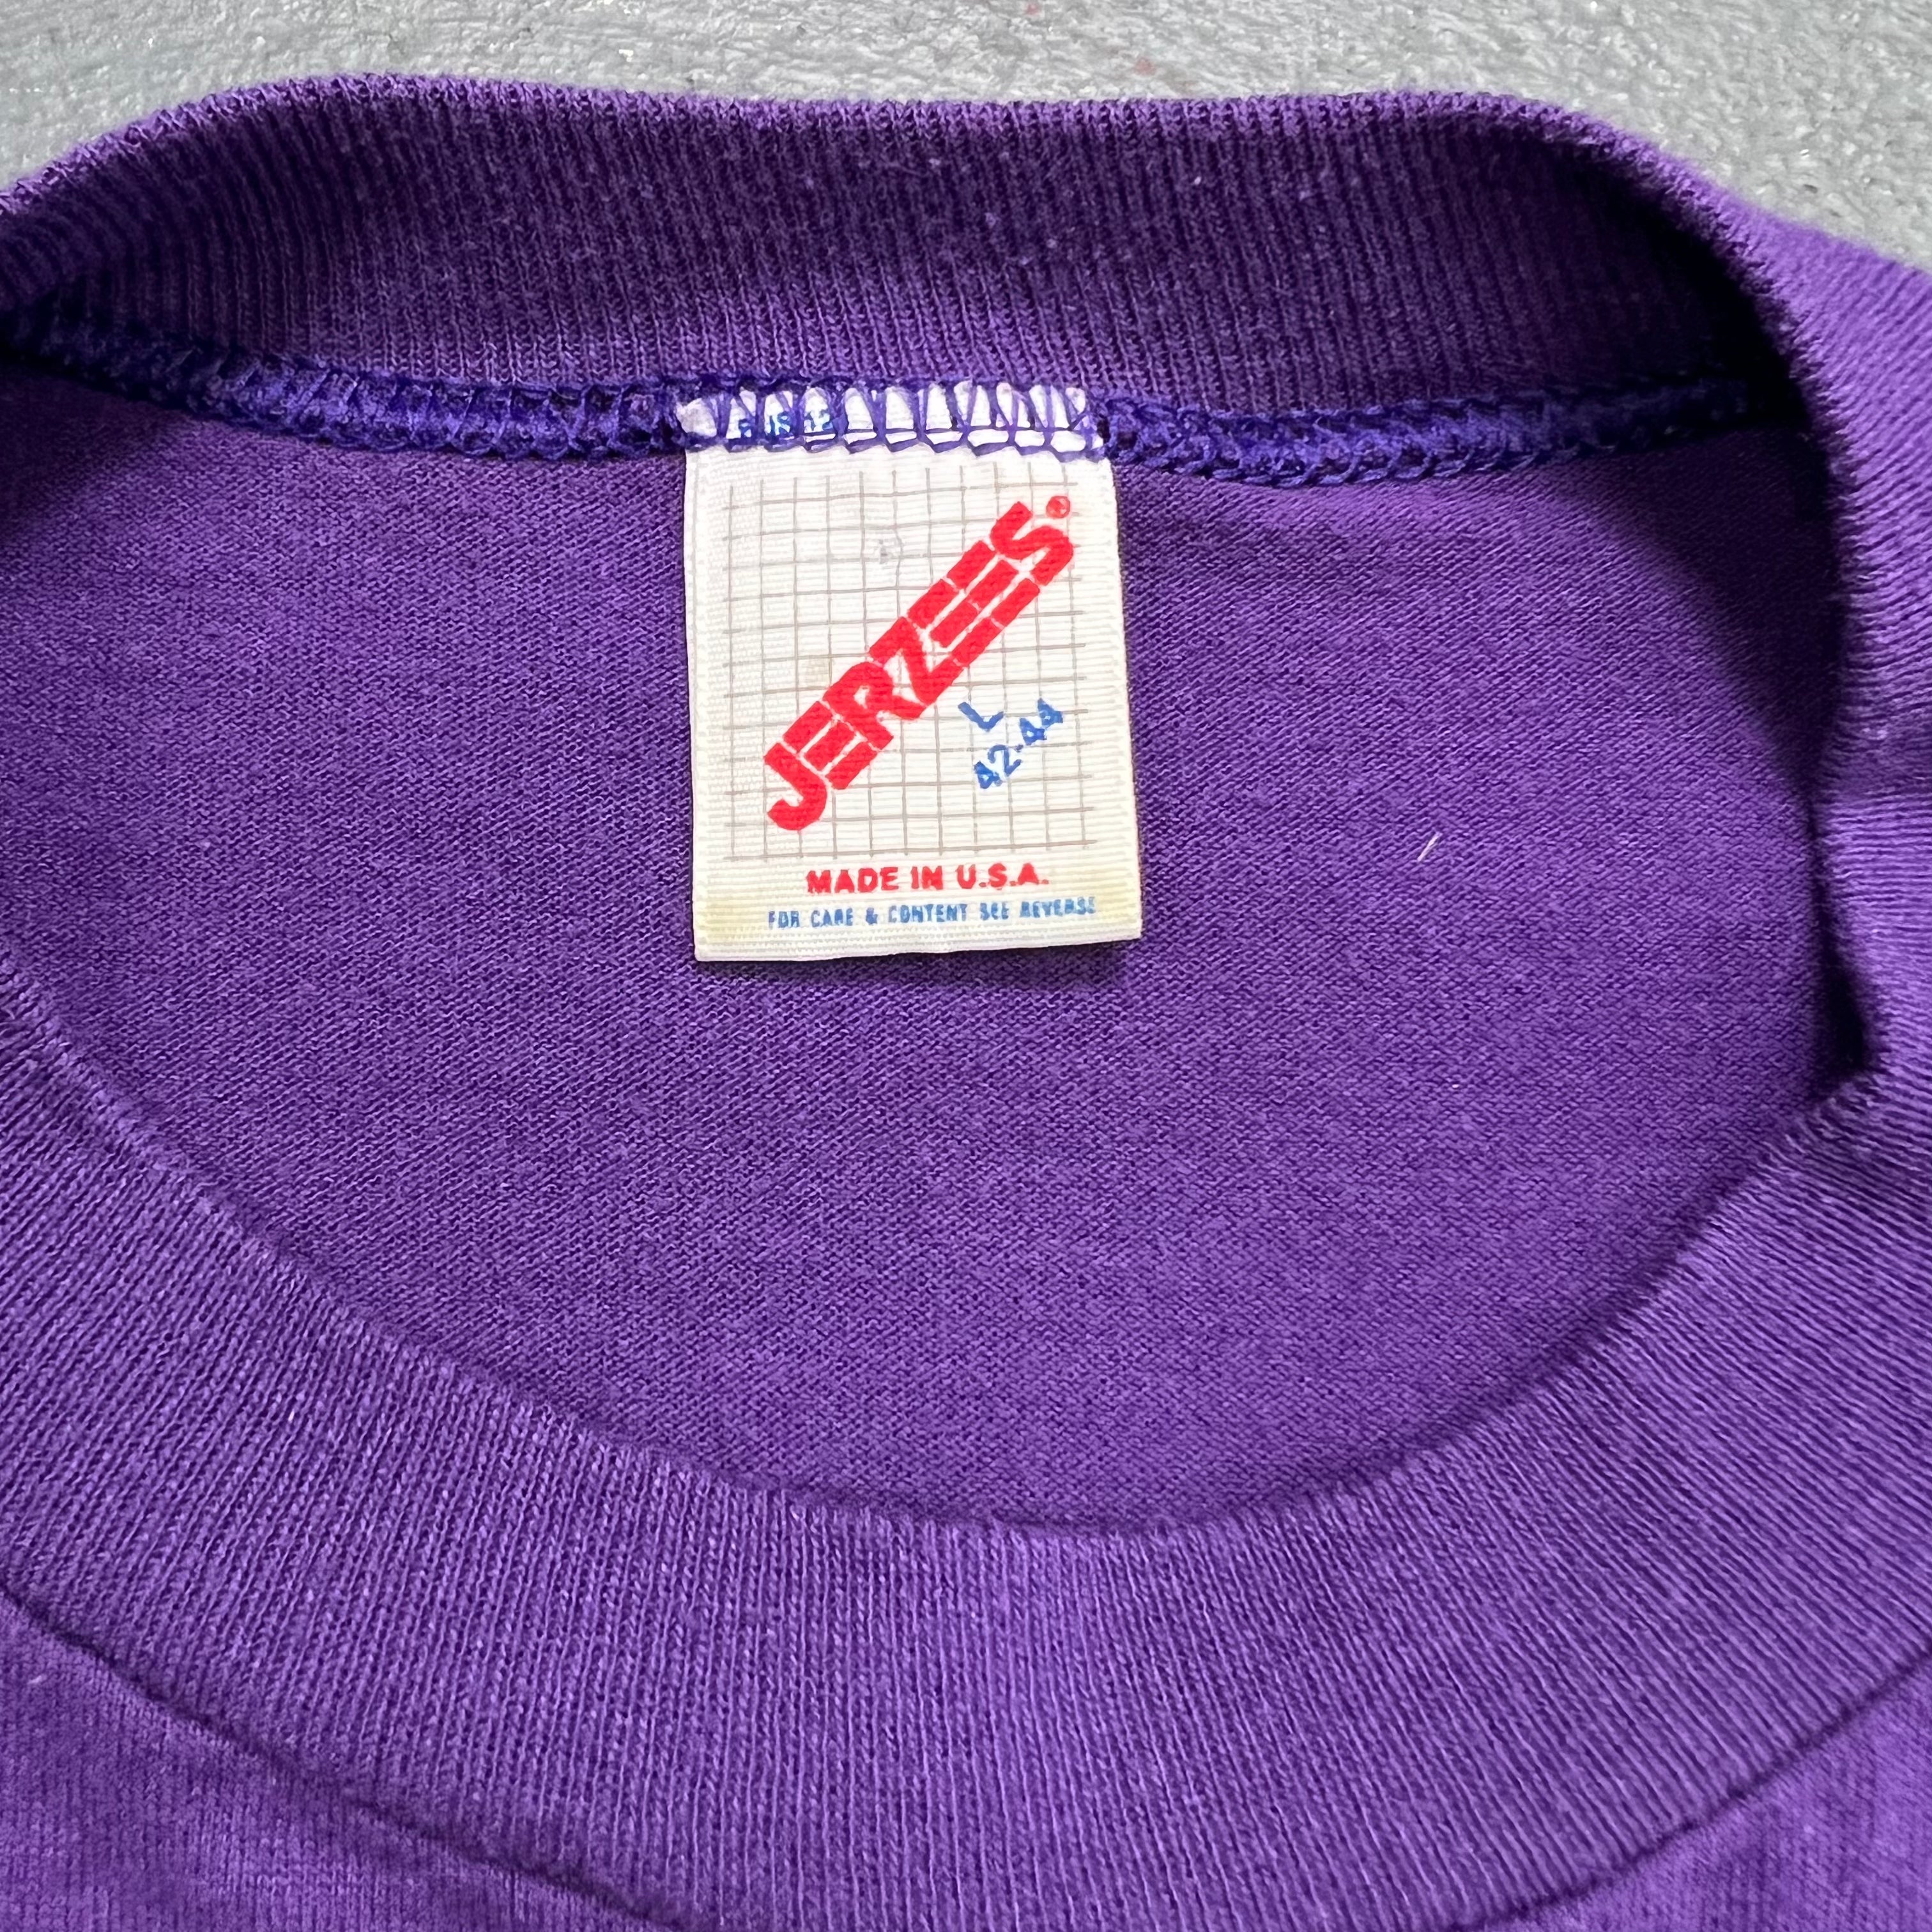 JERZEES®
L
42-44
MADE IN U.S.A.
FOR CARE & CONTENT SEE REVERSE